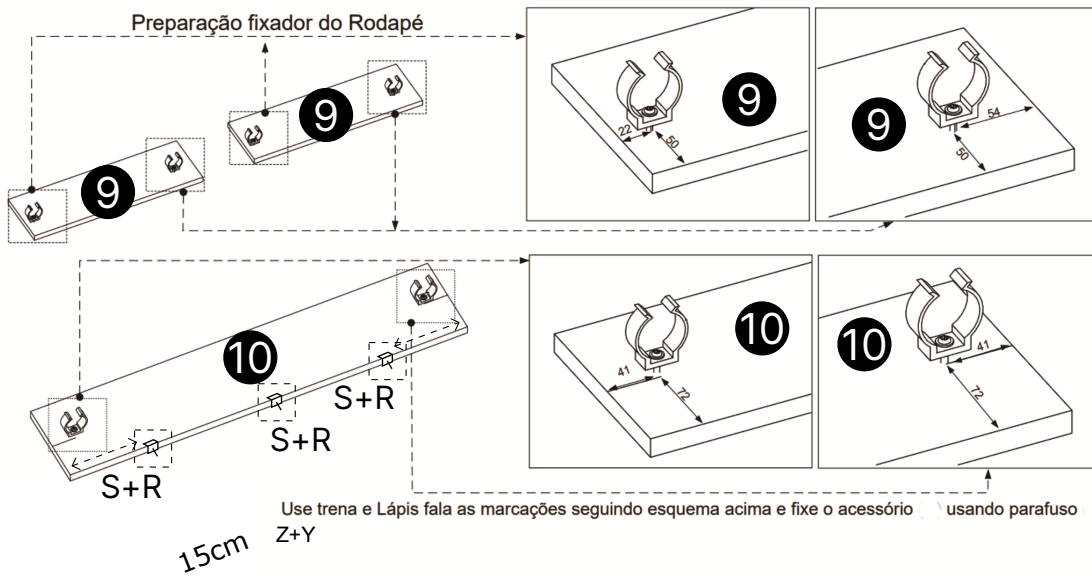 Preparação fixador do Rodapé
9
9
9
22
50
9
54
50
10
S+R
S+R
S+R
10
41
72
10
41
72
Use trena e Lápis fala as marcações seguindo esquema acima e fixe o acessório usando parafuso
Z+Y
15cm